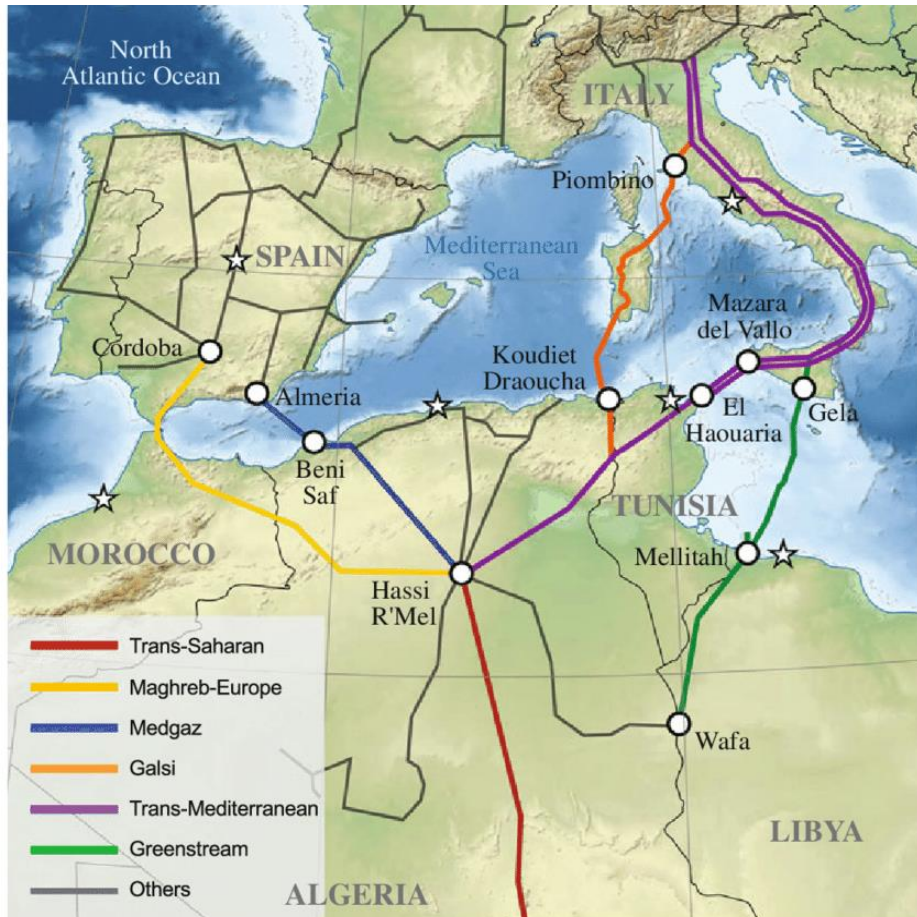 North
Atlantic Ocean
ITALY
Piombino
SPAIN
Mediterranean
Sea
Mazara
del Vallo
Cordoba
Koudiet
Draoucha
Almeria
El
Haouaria
Gela
Beni
Saf
TUNISIA
MOROCCO
Mellitah
Hassi
R'Mel
Trans-Saharan
Maghreb-Europe
Medgaz
Wafa
Galsi
Trans-Mediterranean
Greenstream
LIBYA
Others
ALGERIA